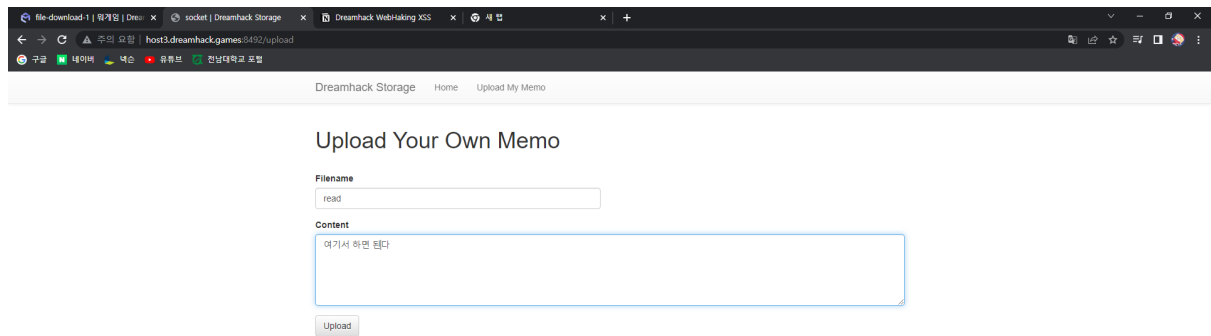 file-download-1 | 워게임 | Drea
socket | Dreamhack Storage
Dreamhack WebHaking XSS
새 탭
주의 요함 | host3.dreamhack.games:8492/upload
구글 네이버 넥슨 유튜브 전남대학교 포털
Dreamhack Storage Home Upload My Memo
Upload Your Own Memo
Filename
read
Content
여기서 하면 된다
Upload